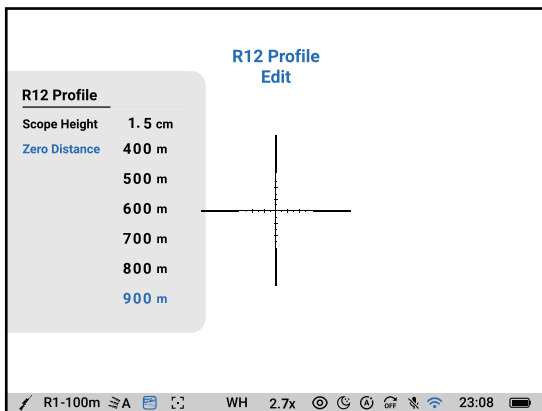 R12 Profile
Edit
R12 Profile
Scope Height 1.5 cm
Zero Distance 400 m
500 m
600 m
700 m
800 m
900 m
R1-100m A WH 2.7x A OFF 23:08